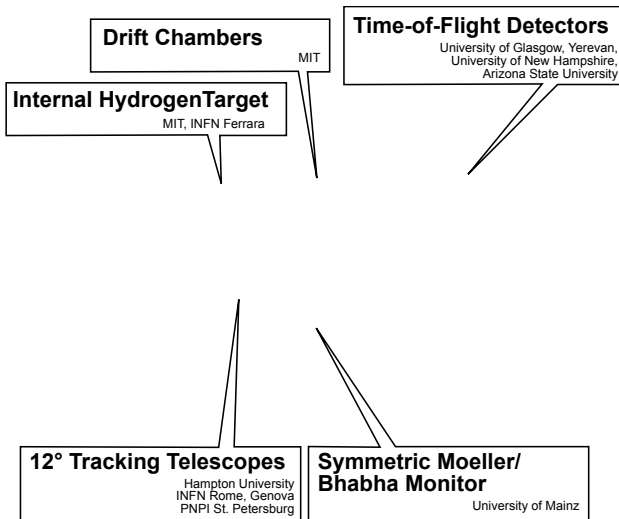 Drift Chambers
MIT
Time-of-Flight Detectors
University of Glasgow, Yerevan,
University of New Hampshire,
Arizona State University
Internal HydrogenTarget
MIT, INFN Ferrara
12° Tracking Telescopes
Hampton University
INFN Rome, Genova
PNPI St. Petersburg
Symmetric Moeller/
Bhabha Monitor
University of Mainz